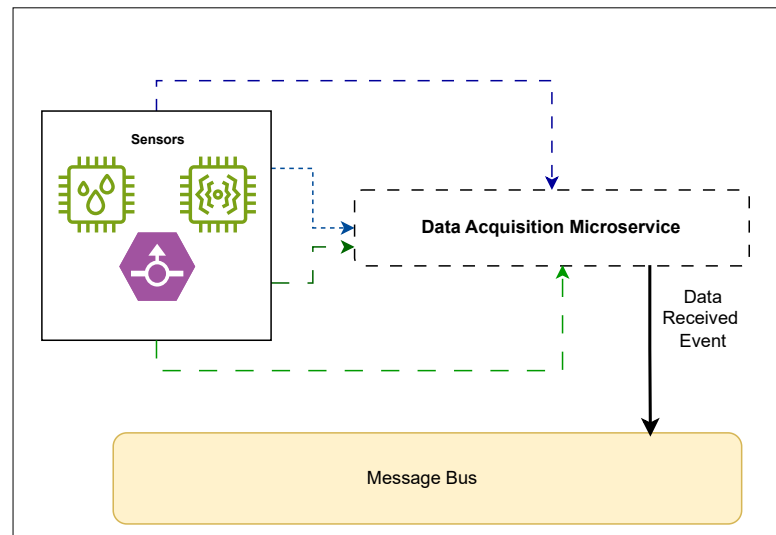 Sensors
Data Acquisition Microservice
Data
Received
Event
Message Bus